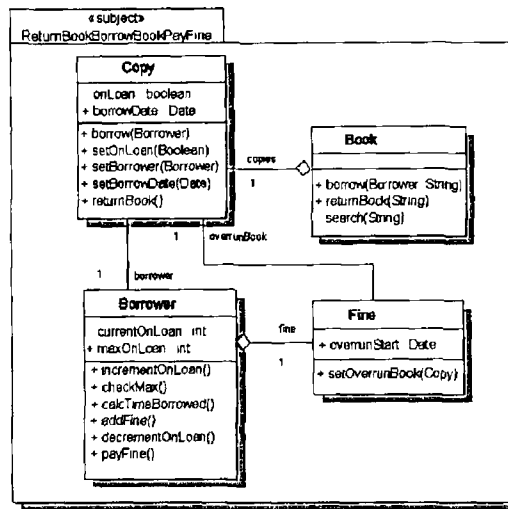 «subject»
ReturnBookBorrowBookPayFine
Copy
onLoan boolean
+ borrowDate Date
+ borrow(Borrower)
+ setOnLoan(Boolean)
+ setBorrower(Borrower)
+ setBorrowDate(Date)
+ returnBook()
copies
1
Book
+ borrow(Borrower String)
+ returnBook(String)
search(String)
1
overrunBook
1
borrower
Borrower
currentOnLoan int
+ maxOnLoan int
+ incrementOnLoan()
+ checkMax()
+ calcTimeBorrowed()
+ addFine()
+ decrementOnLoan()
+ payFine()
fine
1
Fine
+ overrunStart Date
+ setOverrunBook(Copy)